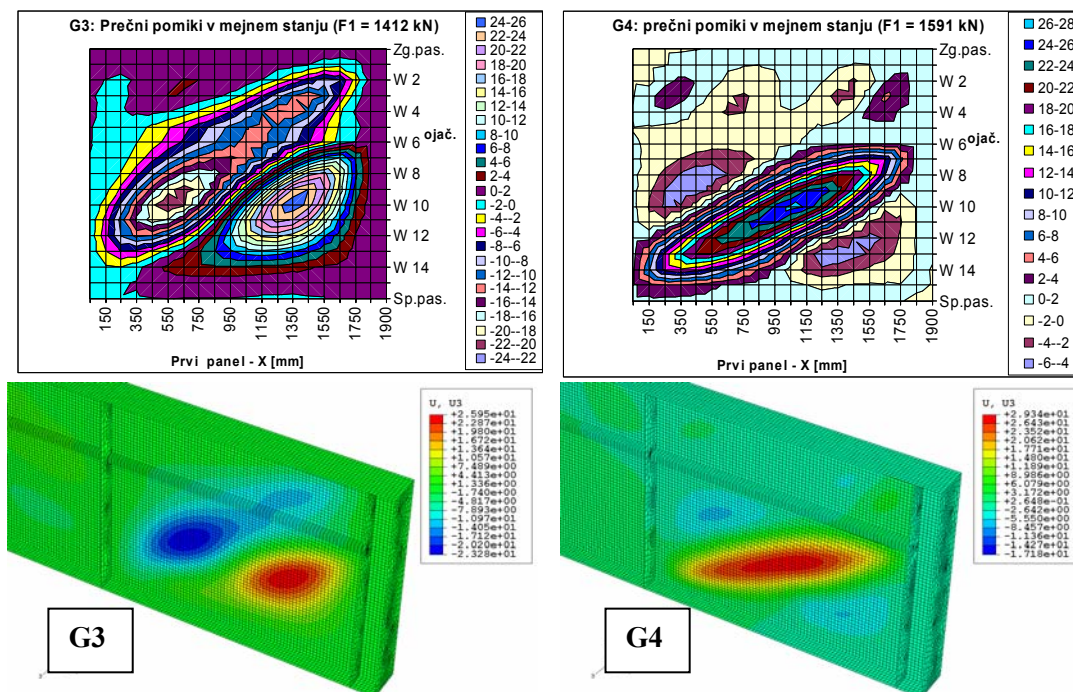 G3: Prečni pomiki v mejnem stanju (F1 = 1412 kN)
Zg.pas.
W 2
W 4
W 6 ojač.
W 8
W 10
W 12
W 14
Sp.pas.
150
350
550
750
950
1150
1350
1550
1750
1900
Prvi panel - X [mm]
24-26
22-24
20-22
18-20
16-18
14-16
12-14
10-12
8-10
6-8
4-6
2-4
0-2
-2-0
-4--2
-6--4
-8--6
-10--8
-12--10
-14--12
-16--14
-18--16
-20--18
-22--20
-24--22
G4: prečni pomiki v mejnem stanju (F1 = 1591 kN)
Zg.pas.
W 2
W 4
W 6 ojač.
W 8
W 10
W 12
W 14
Sp.pas.
150
350
550
750
950
1150
1350
1550
1750
1900
Prvi panel - X [mm]
26-28
24-26
22-24
20-22
18-20
16-18
14-16
12-14
10-12
8-10
6-8
4-6
2-4
0-2
-2-0
-4--2
-6--4
U, U3
+2.595e+01
+2.287e+01
+1.980e+01
+1.672e+01
+1.364e+01
+1.057e+01
+7.489e+00
+4.413e+00
+1.336e+00
-1.740e+00
-4.817e+00
-7.893e+00
-1.097e+01
-1.405e+01
-1.712e+01
-2.020e+01
-2.328e+01
G3
U, U3
+2.934e+01
+2.643e+01
+2.352e+01
+2.062e+01
+1.771e+01
+1.480e+01
+1.189e+01
+8.986e+00
+6.079e+00
+3.172e+00
+2.648e-01
-2.642e+00
-5.550e+00
-8.457e+00
-1.136e+01
-1.427e+01
-1.718e+01
G4